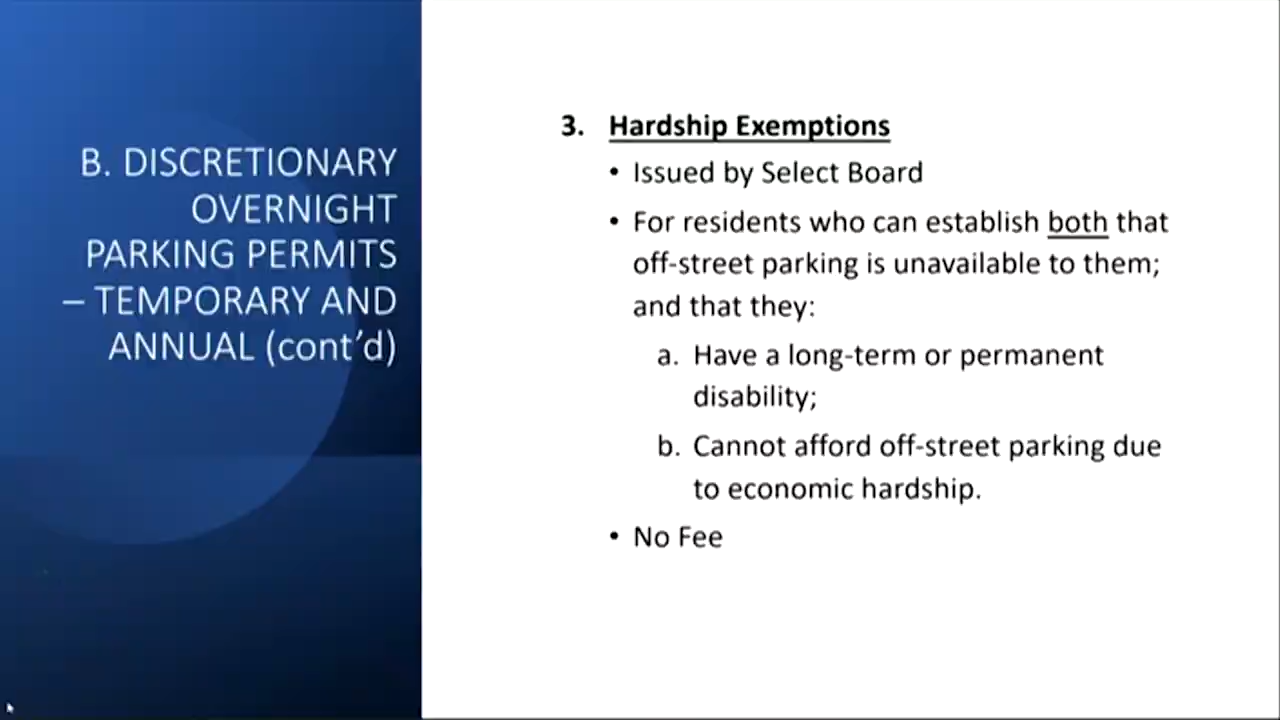 B. DISCRETIONARY
OVERNIGHT
PARKING PERMITS
– TEMPORARY AND
ANNUAL (cont’d)
3. Hardship Exemptions
• Issued by Select Board
• For residents who can establish both that
off-street parking is unavailable to them;
and that they:
a. Have a long-term or permanent
disability;
b. Cannot afford off-street parking due
to economic hardship.
• No Fee